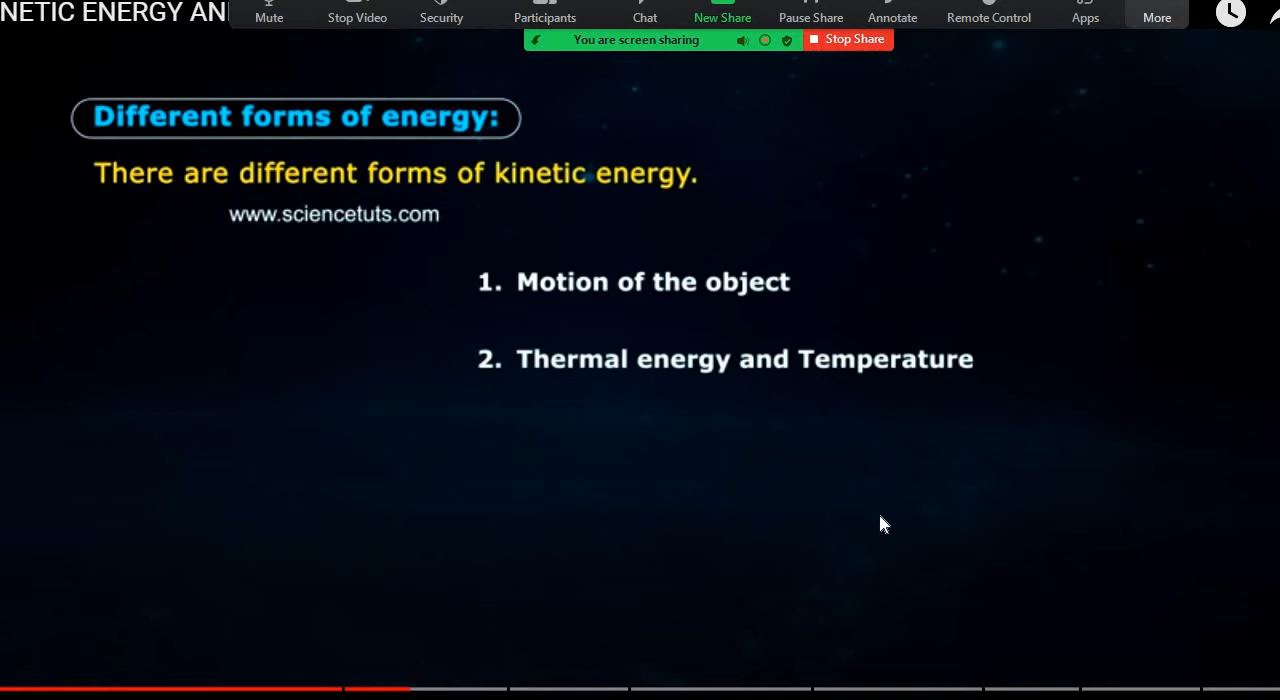 NETIC ENERGY AN
Mute Stop Video Security Participants Chat New Share Pause Share Annotate Remote Control Apps More
You are screen sharing Stop Share
Different forms of energy:
There are different forms of kinetic energy.
www.sciencetuts.com
1. Motion of the object
2. Thermal energy and Temperature